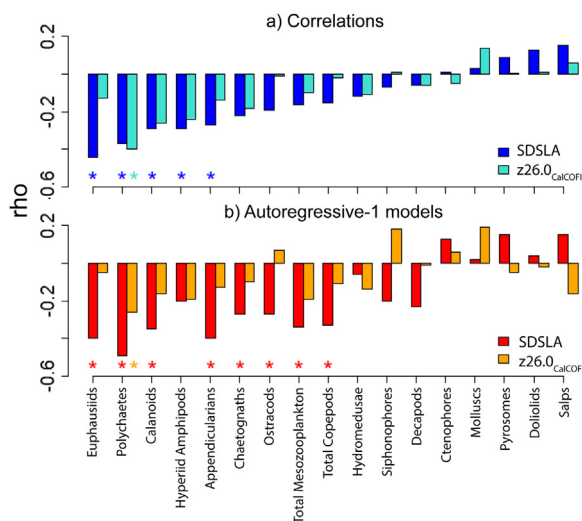 a) Correlations
0.2
-0.2
-0.6
* * * * * *
SDSLA
z26.0CalCOFI
rho
b) Autoregressive-1 models
0.2
-0.2
-0.6
* * * * * * * * *
SDSLA
z26.0CalCOF
Euphausiids
Polychaetes
Calanoids
Hyperiid Amphipods
Appendicularians
Chaetognaths
Ostracods
Total Mesozooplankton
Total Copepods
Hydromedusae
Siphonophores
Decapods
Ctenophores
Molluscs
Pyrosomes
Doliolids
Salps